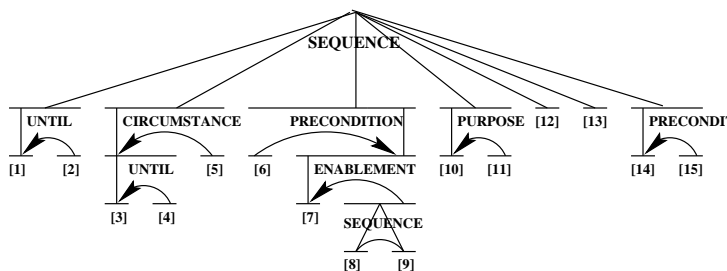 SEQUENCE
UNTIL CIRCUMSTANCE PRECONDITION PURPOSE [12] [13] PRECONDIT
[1] [2] UNTIL [5] [6] ENABLEMENT [10] [11] [14] [15]
[3] [4] [7] SEQUENCE
[8] [9]